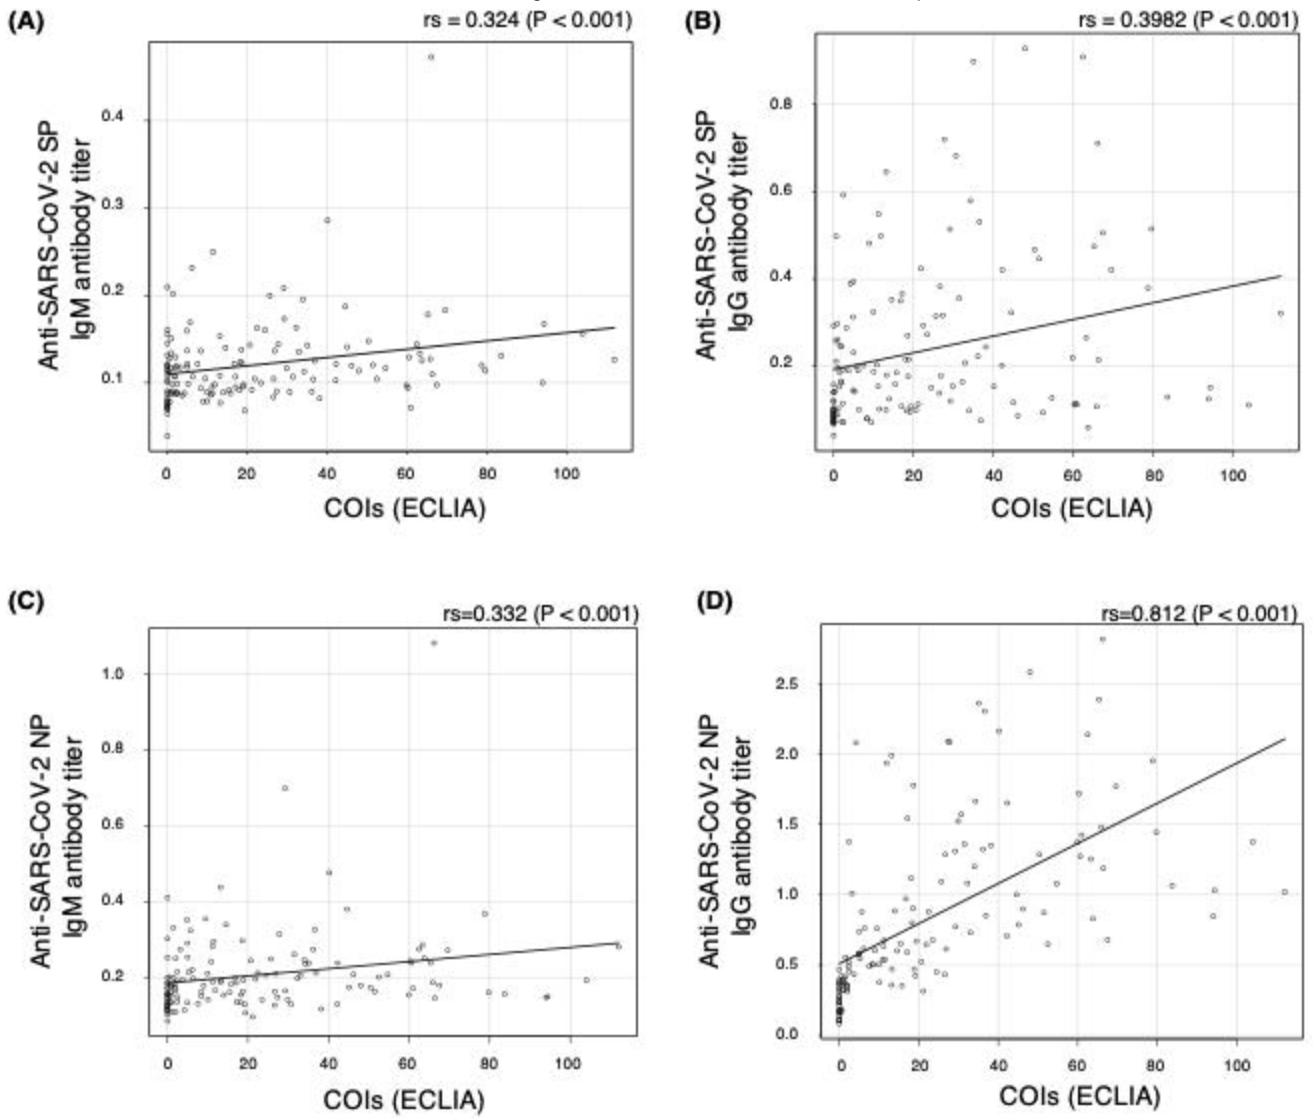 (A)
rs = 0.324 (P < 0.001)
Anti-SARS-CoV-2 SP
IgM antibody titer
0.4
0.3
0.2
0.1
0 20 40 60 80 100
COIs (ECLIA)
(B)
rs = 0.3982 (P < 0.001)
Anti-SARS-CoV-2 SP
IgG antibody titer
0.8
0.6
0.4
0.2
0 20 40 60 80 100
COIs (ECLIA)
(C)
rs=0.332 (P < 0.001)
Anti-SARS-CoV-2 NP
IgM antibody titer
1.0
0.8
0.6
0.4
0.2
0 20 40 60 80 100
COIs (ECLIA)
(D)
rs=0.812 (P < 0.001)
Anti-SARS-CoV-2 NP
IgG antibody titer
2.5
2.0
1.5
1.0
0.5
0.0
0 20 40 60 80 100
COIs (ECLIA)